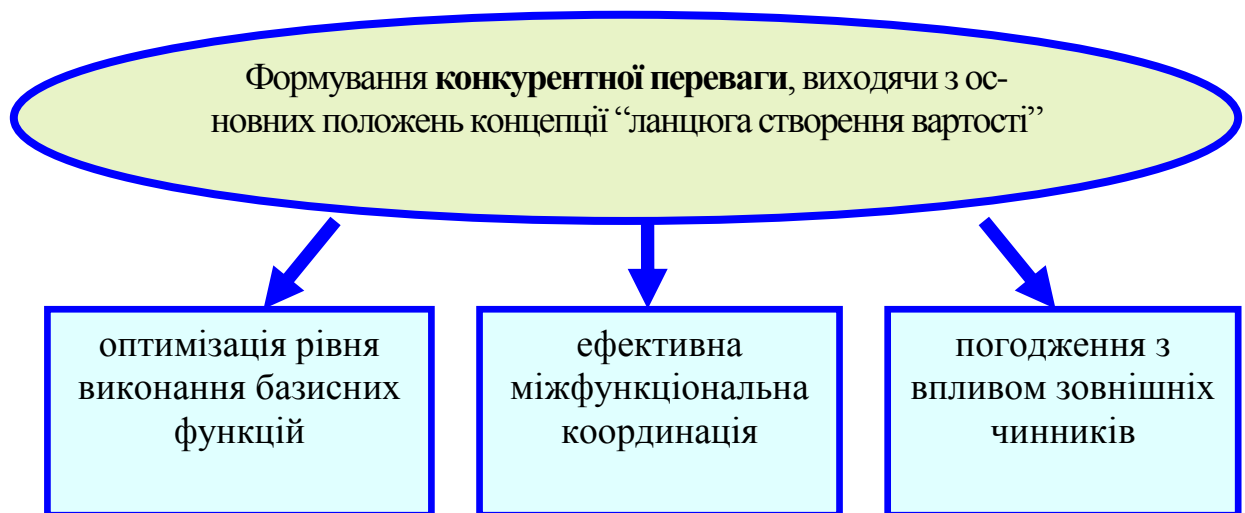 Формування конкурентної переваги, виходячи з ос-
новних положень концепції “ланцюга створення вартості”
оптимізація рівня
виконання базисних
функцій
ефективна
міжфункціональна
координація
погодження з
впливом зовнішніх
чинників